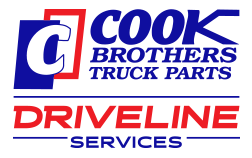 C
COOK
BROTHERS
TRUCK PARTS
DRIVELINE
SERVICES